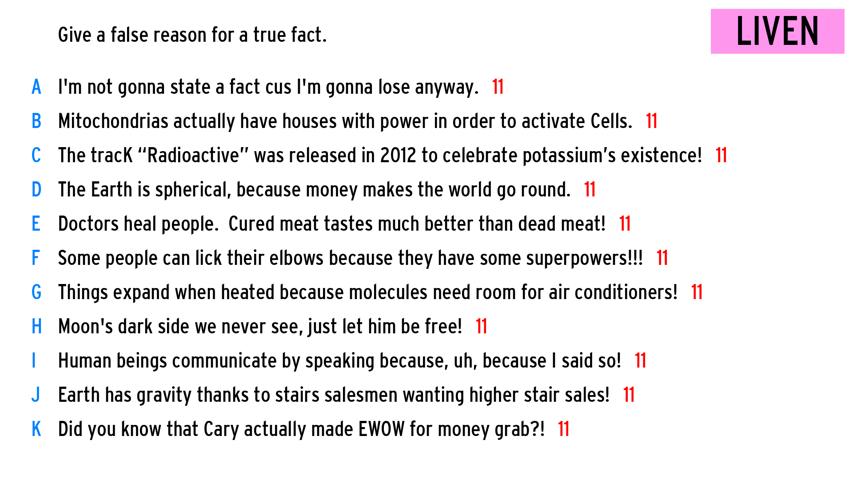 Give a false reason for a true fact.
LIVEN
A I'm not gonna state a fact cus I'm gonna lose anyway. 11
B Mitochondrias actually have houses with power in order to activate Cells. 11
C The tracK “Radioactive” was released in 2012 to celebrate potassium’s existence! 11
D The Earth is spherical, because money makes the world go round. 11
E Doctors heal people.  Cured meat tastes much better than dead meat! 11
F Some people can lick their elbows because they have some superpowers!!! 11
G Things expand when heated because molecules need room for air conditioners! 11
H Moon's dark side we never see, just let him be free! 11
I Human beings communicate by speaking because, uh, because I said so! 11
J Earth has gravity thanks to stairs salesmen wanting higher stair sales! 11
K Did you know that Cary actually made EWOW for money grab?! 11